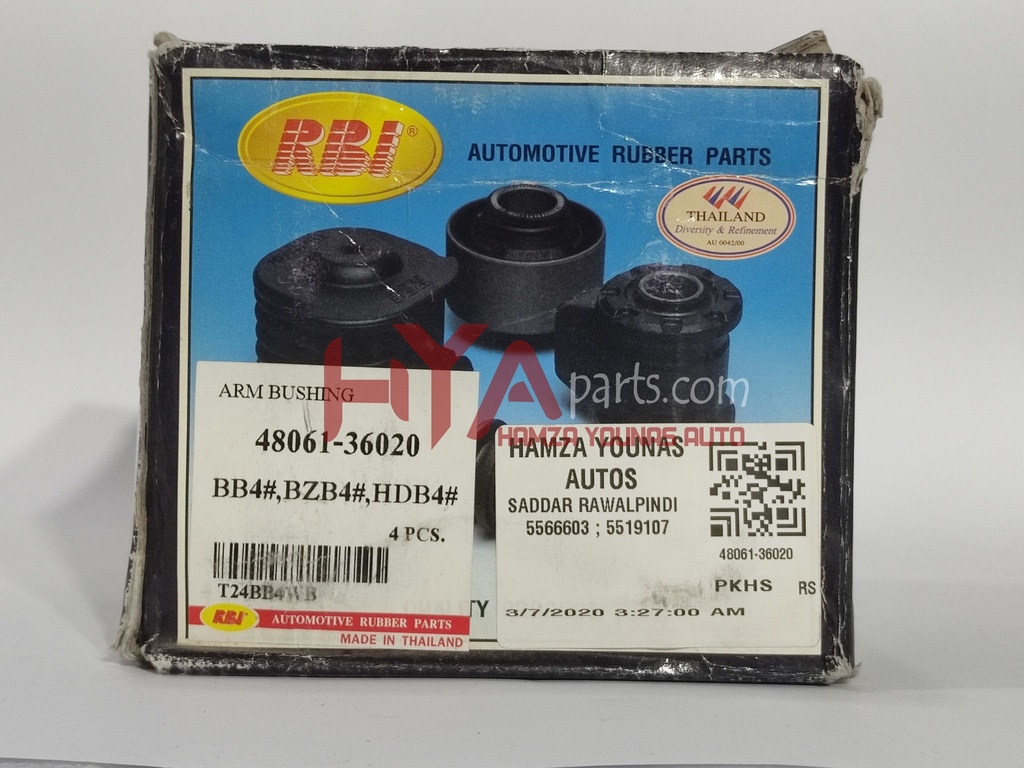 RBI®
AUTOMOTIVE RUBBER PARTS
THAILAND
Diversity & Refinement
AU 0042/00
HYAparts.com
HAMZA YOUNAS AUTO
ARM BUSHING
48061-36020
BB4#,BZB4#,HDB4#
4 PCS.
T24BB4WB
RBI AUTOMOTIVE RUBBER PARTS
MADE IN THAILAND
HAMZA YOUNAS
AUTOS
SADDAR RAWALPINDI
5566603 ; 5519107
48061-36020
PKHS RS
3/7/2020 3:27:00 AM